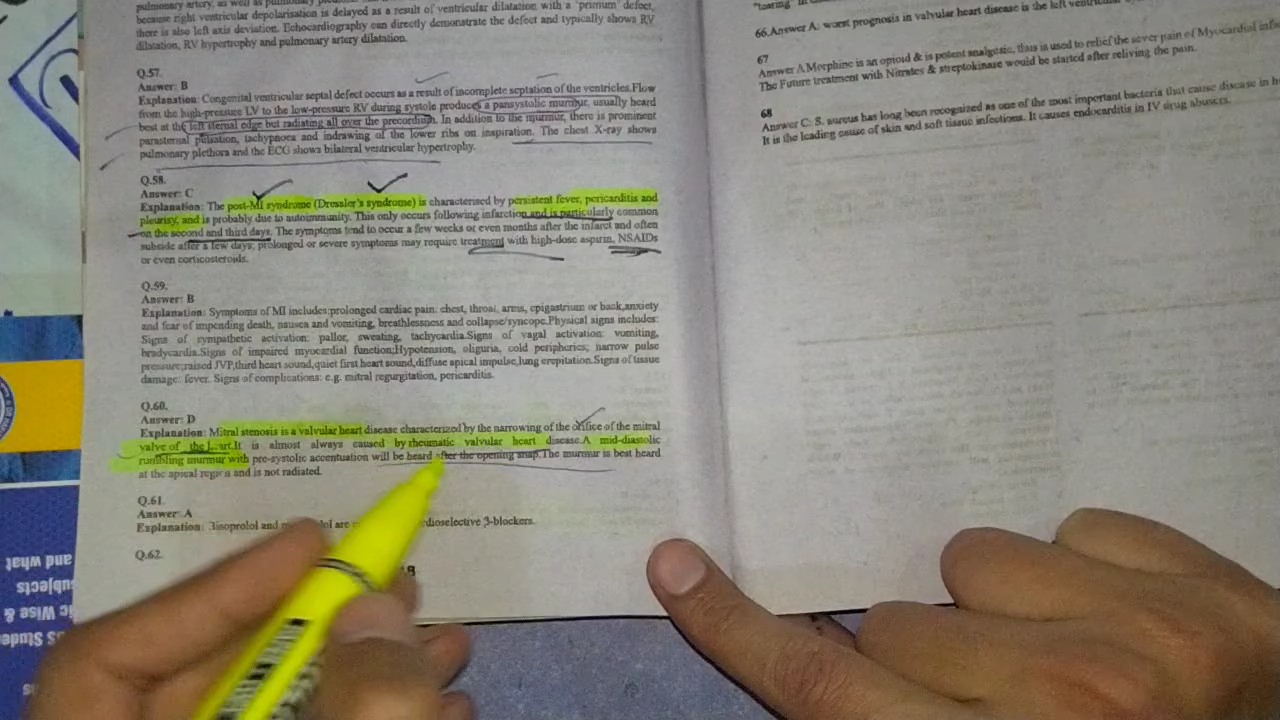 because right ventricular depolarisation is delayed as a result of ventricular dilatation with a 'primum' defect,
there is also left axis deviation. Echocardiography can directly demonstrate the defect and typically shows RV
dilatation, RV hypertrophy and pulmonary artery dilatation.
Q.57.
Answer: B
Explanation: Congenital ventricular septal defect occurs as a result of incomplete septation of the ventricles.Flow
from the high-pressure LV to the low-pressure RV during systole produces a pansystolic murmur, usually heard
best at the left sternal edge but radiating all over the precordium. In addition to the murmur, there is prominent
parasternal pulsation, tachypnoea and indrawing of the lower ribs on inspiration. The chest X-ray shows
pulmonary plethora and the ECG shows bilateral ventricular hypertrophy.
Q.58.
Answer: C
Explanation: The post-MI syndrome (Dressler's syndrome) is characterised by persistent fever, pericarditis and
pleurisy, and is probably due to autoimmunity. This only occurs following infarction and is particularly common
on the second and third days. The symptoms tend to occur a few weeks or even months after the infarct and often
subside after a few days; prolonged or severe symptoms may require treatment with high-dose aspirin, NSAIDs
or even corticosteroids.
Q.59.
Answer: B
Explanation: Symptoms of MI includes:prolonged cardiac pain: chest, throat, arms, epigastrium or back,anxiety
and fear of impending death, nausea and vomiting, breathlessness and collapse/syncope.Physical signs includes:
Signs of sympathetic activation: pallor, sweating, tachycardia.Signs of vagal activation: vomiting,
bradycardia.Signs of impaired myocardial function;Hypotension, oliguria, cold peripheries; narrow pulse
pressure;raised JVP,third heart sound,quiet first heart sound,diffuse apical impulse,lung crepitation.Signs of tissue
damage: fever. Signs of complications: e.g. mitral regurgitation, pericarditis.
Q.60.
Answer: D
Explanation: Mitral stenosis is a valvular heart disease characterized by the narrowing of the orifice of the mitral
valve of the It is almost always caused by rheumatic valvular heart disease.A mid-diastolic
rumbling murmur with pre-systolic accentuation will be heard after the opening snap.The murmur is best heard
at the apical region and is not radiated.
Q.61.
Answer: A
Explanation: and are 
Q.62.
66.Answer A: worst prognosis in valvular heart disease is the left
67
Answer A Morphine is an opioid & is potent analgesic, thus is used to relief the sever pain of Myocardial
The Future treatment with Nitrates & streptokinase would be started after reliving the pain.
68
Answer C: S. aureus has long been recognized as one of the most important bacteria that cause disease in
It is the leading cause of skin and soft tissue infections. It causes endocarditis in IV drug abusers.
and what
& Wise